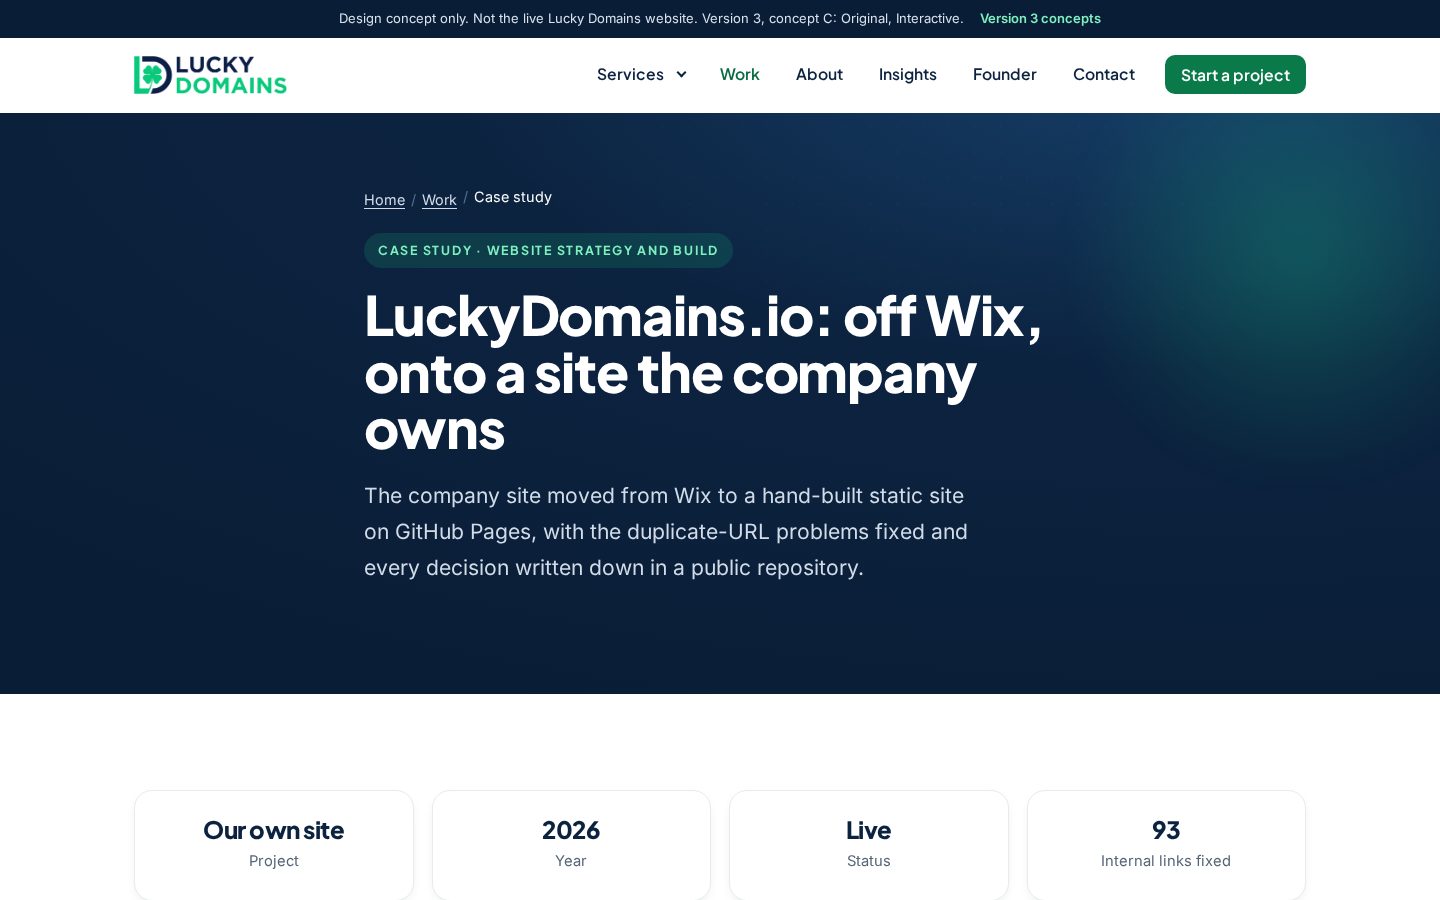 Design concept only. Not the live Lucky Domains website. Version 3, concept C: Original, Interactive. Version 3 concepts
LUCKY
DOMAINS
Services Work About Insights Founder Contact Start a project
Home / Work / Case study
CASE STUDY · WEBSITE STRATEGY AND BUILD
LuckyDomains.io: off Wix,
onto a site the company
owns
The company site moved from Wix to a hand-built static site
on GitHub Pages, with the duplicate-URL problems fixed and
every decision written down in a public repository.
Our own site
Project
2026
Year
Live
Status
93
Internal links fixed